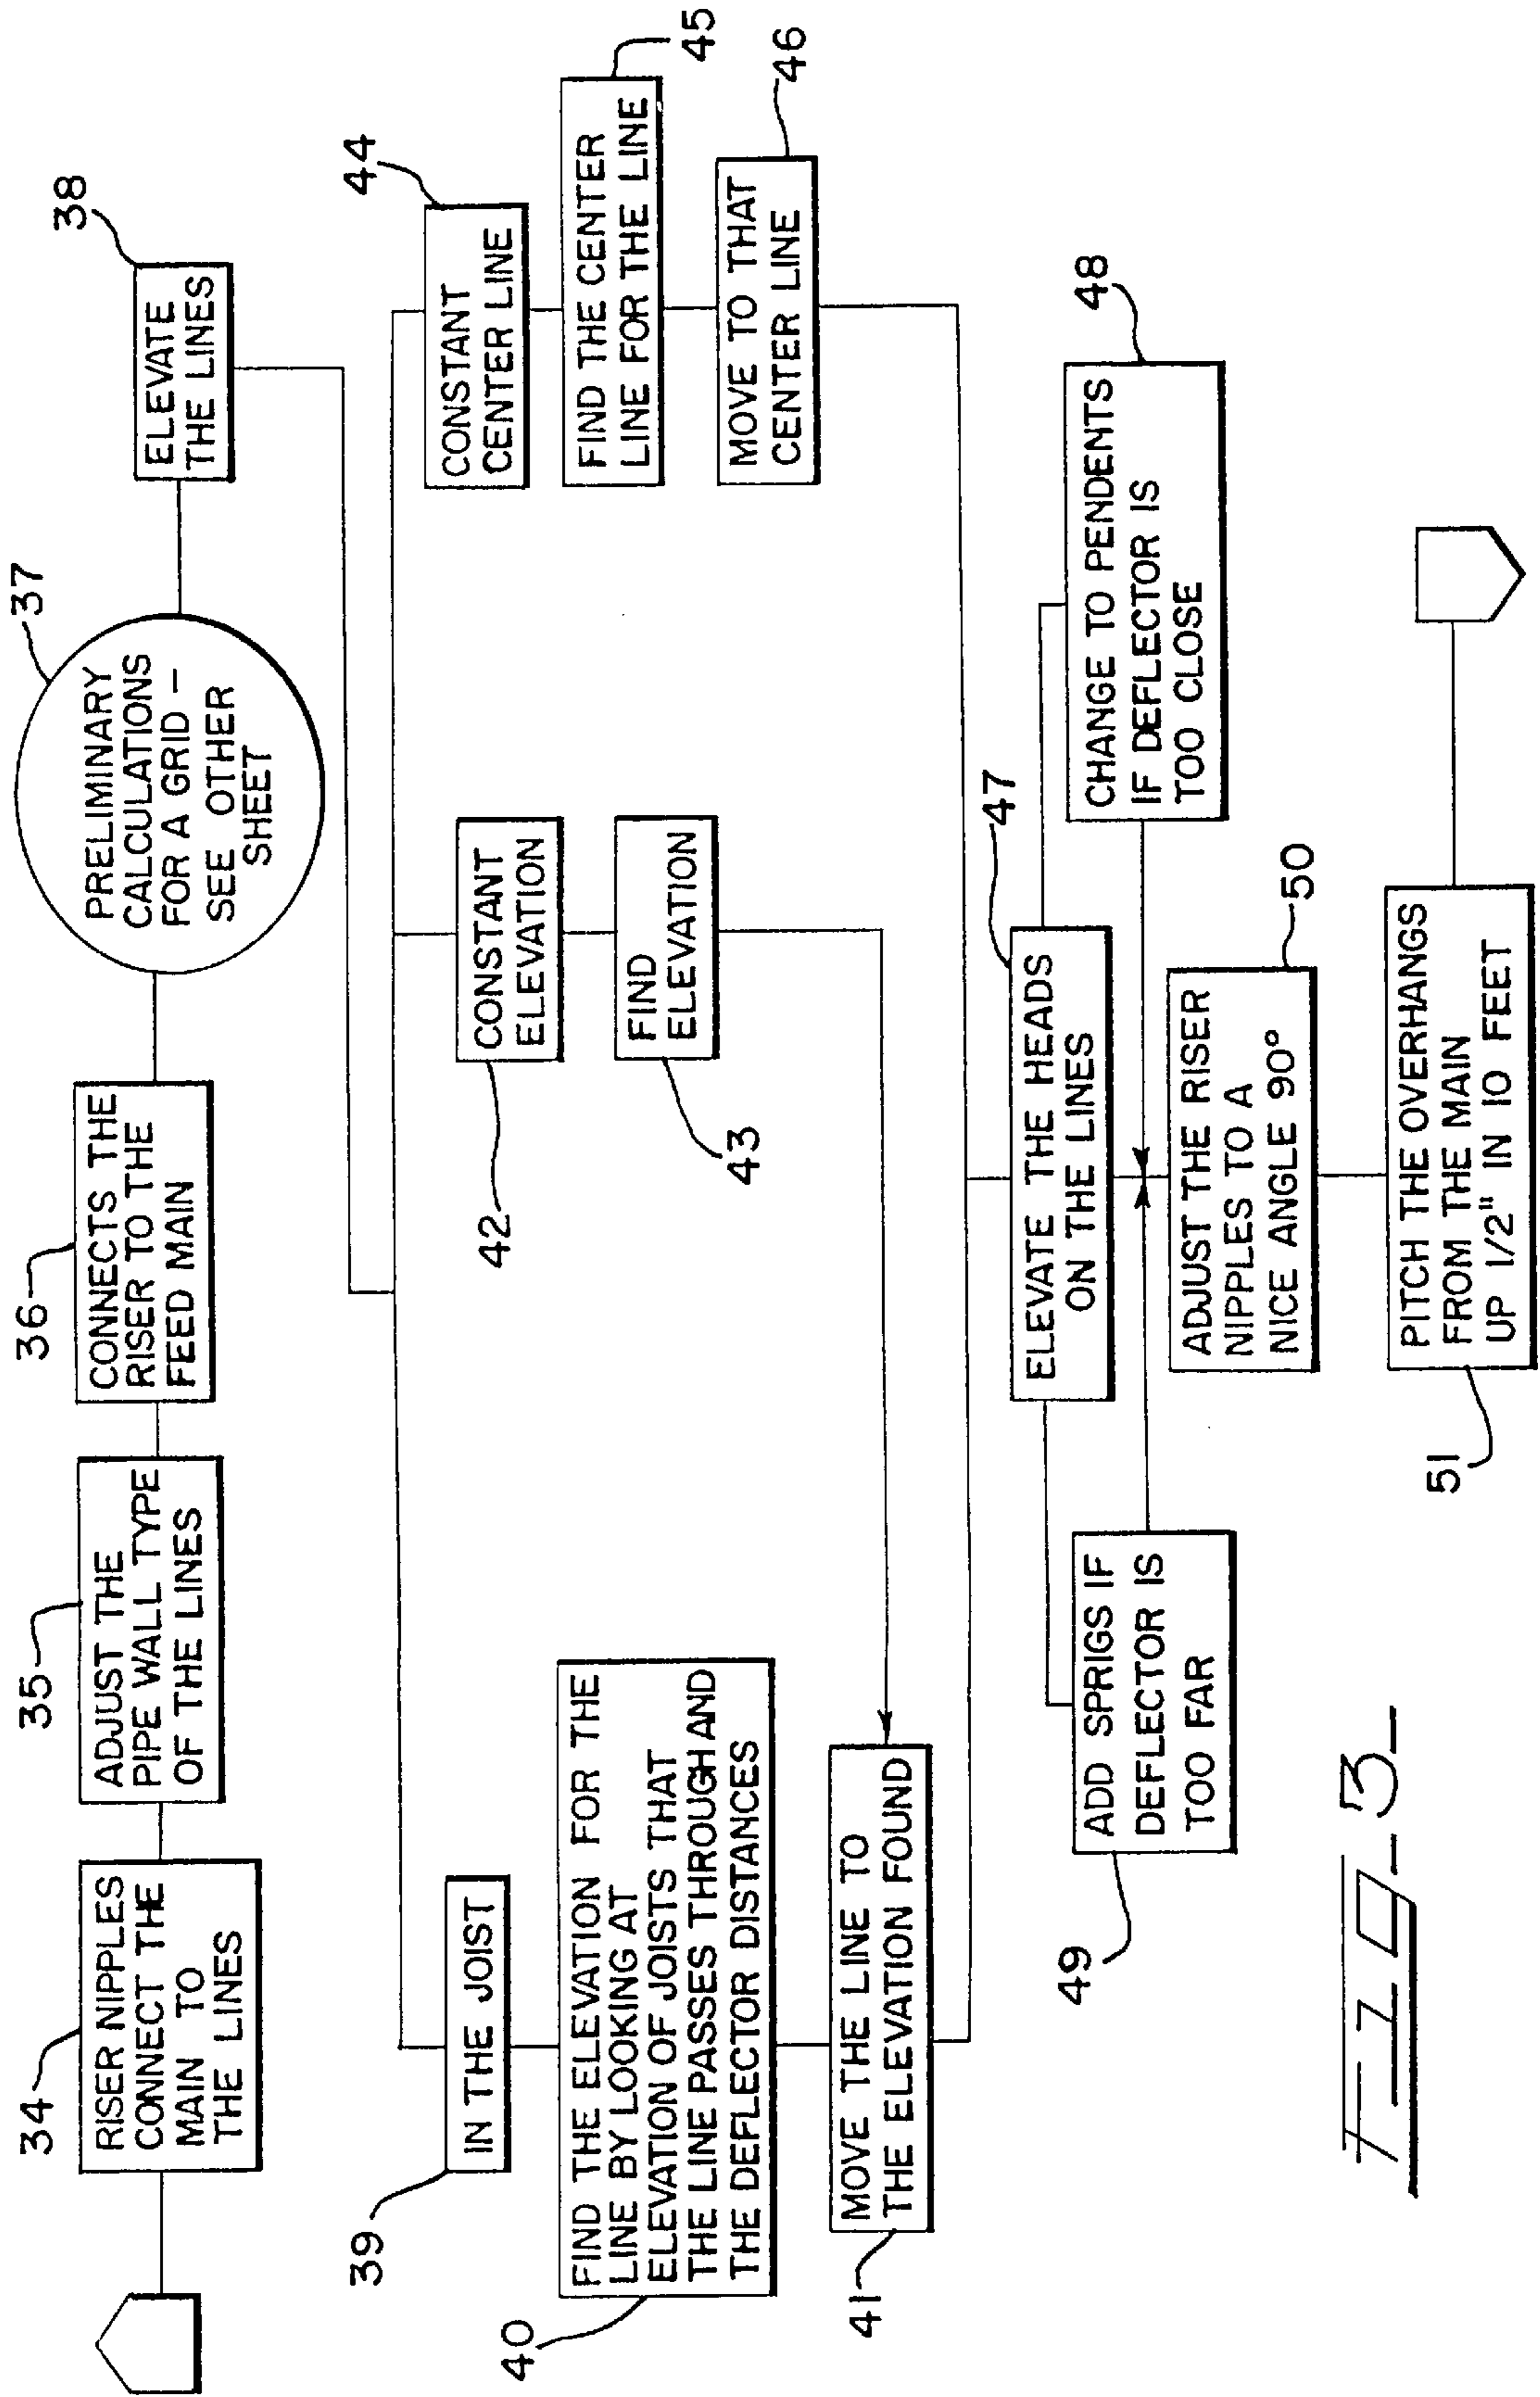 34
RISER NIPPLES
CONNECT THE
MAIN TO
THE LINES
35
ADJUST THE
PIPE WALL TYPE
OF THE LINES
36
CONNECTS THE
RISER TO THE
FEED MAIN
37
PRELIMINARY
CALCULATIONS
FOR A GRID –
SEE OTHER
SHEET
38
ELEVATE
THE LINES
39
IN THE JOIST
40
FIND THE ELEVATION FOR THE
LINE BY LOOKING AT
ELEVATION OF JOISTS THAT
THE LINE PASSES THROUGH AND
THE DEFLECTOR DISTANCES
41
MOVE THE LINE TO
THE ELEVATION FOUND
42
CONSTANT
ELEVATION
43
FIND
ELEVATION
44
CONSTANT
CENTER LINE
45
FIND THE CENTER
LINE FOR THE LINE
46
MOVE TO THAT
CENTER LINE
47
ELEVATE THE HEADS
ON THE LINES
48
CHANGE TO PENDENTS
IF DEFLECTOR IS
TOO CLOSE
49
ADD SPRIGS IF
DEFLECTOR IS
TOO FAR
50
ADJUST THE RISER
NIPPLES TO A
NICE ANGLE 90°
51
PITCH THE OVERHANGS
FROM THE MAIN
UP 1/2" IN 10 FEET
FIG-3-